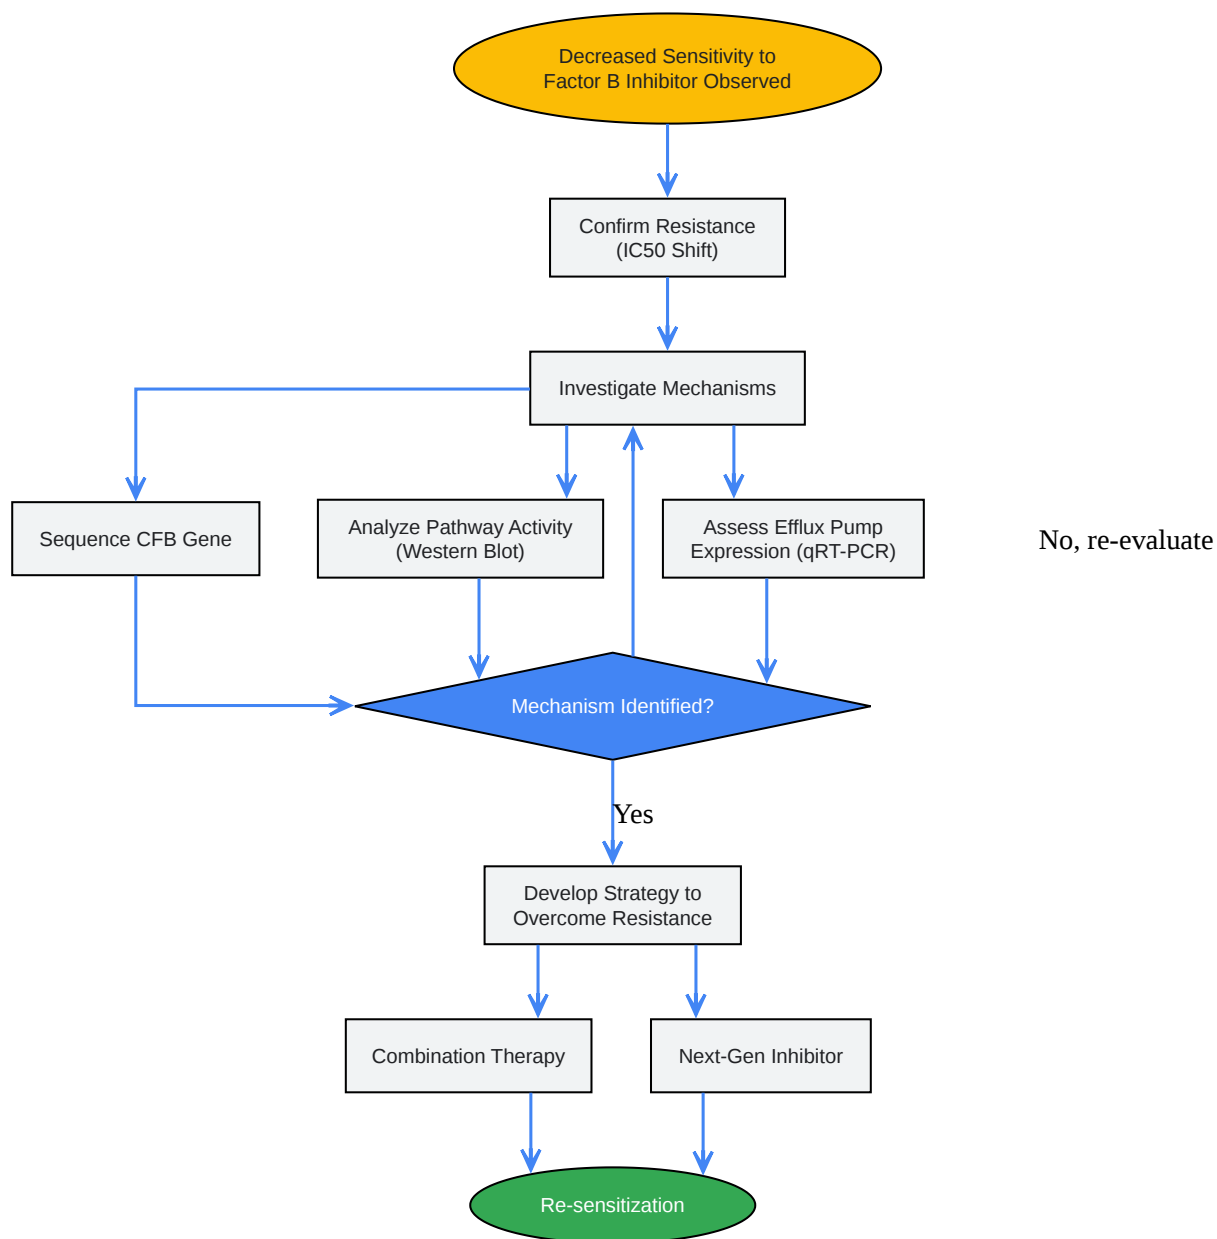 Decreased Sensitivity to
Factor B Inhibitor Observed
Confirm Resistance
(IC50 Shift)
Investigate Mechanisms
Sequence CFB Gene
Analyze Pathway Activity
(Western Blot)
Assess Efflux Pump
Expression (qRT-PCR)
No, re-evaluate
Mechanism Identified?
Yes
Develop Strategy to
Overcome Resistance
Combination Therapy
Next-Gen Inhibitor
Re-sensitization